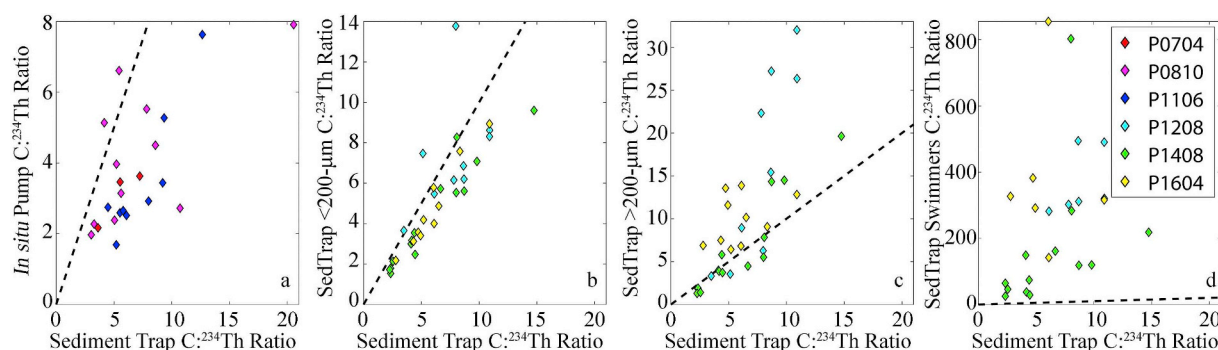 In situ Pump C:²³⁴Th Ratio
8
6
4
2
0
0 5 10 15 20
a
Sediment Trap C:²³⁴Th Ratio
SedTrap <200-μm C:²³⁴Th Ratio
14
12
10
8
6
4
2
0
0 5 10 15 20
b
Sediment Trap C:²³⁴Th Ratio
SedTrap >200-μm C:²³⁴Th Ratio
30
25
20
15
10
5
0
0 5 10 15 20
c
Sediment Trap C:²³⁴Th Ratio
SedTrap Swimmers C:²³⁴Th Ratio
800
600
400
200
0
0 5 10 15 20
d
Sediment Trap C:²³⁴Th Ratio
P0704
P0810
P1106
P1208
P1408
P1604